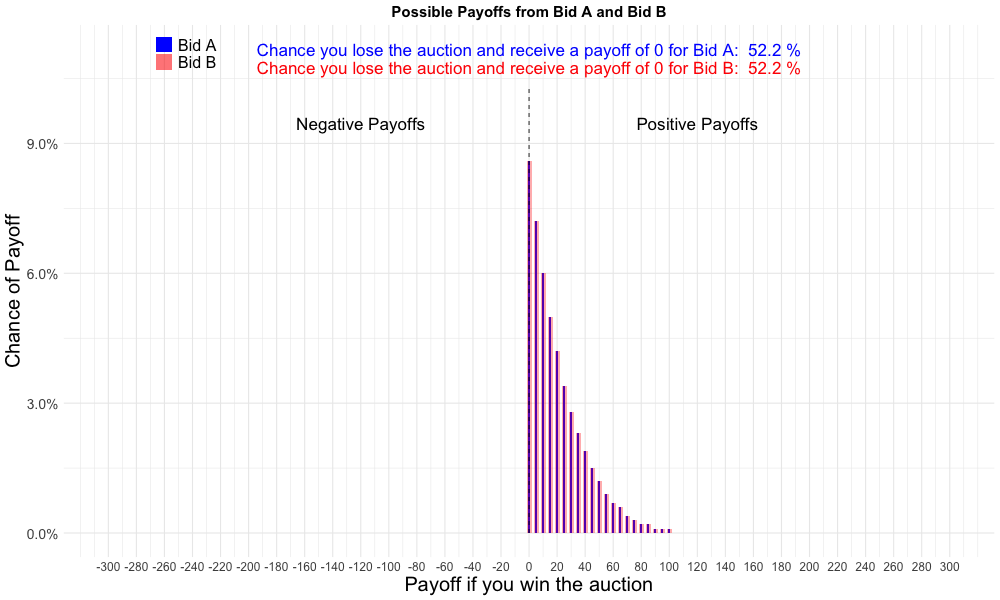 Possible Payoffs from Bid A and Bid B
Bid A
Bid B
Chance you lose the auction and receive a payoff of 0 for Bid A: 52.2 %
Chance you lose the auction and receive a payoff of 0 for Bid B: 52.2 %
Negative Payoffs
Positive Payoffs
Chance of Payoff
9.0%
6.0%
3.0%
0.0%
-300 -280 -260 -240 -220 -200 -180 -160 -140 -120 -100 -80 -60 -40 -20 0 20 40 60 80 100 120 140 160 180 200 220 240 260 280 300
Payoff if you win the auction